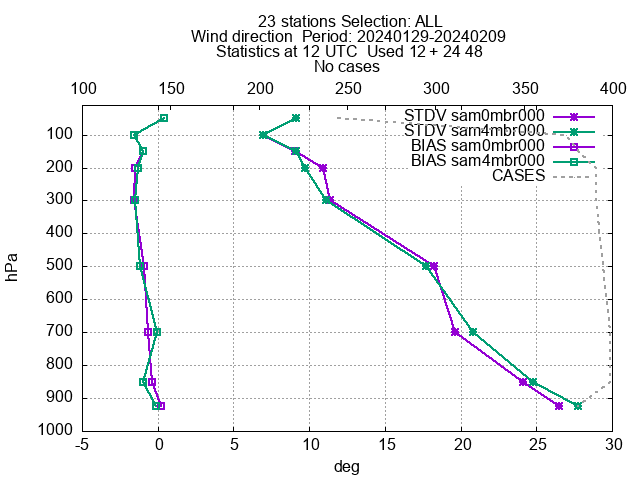 23 stations Selection: ALL
Wind direction  Period: 20240129-20240209
Statistics at 12 UTC  Used 12 + 24 48
No cases
100 150 200 250 300 350 400
STDV sam0mbr000
STDV sam4mbr000
BIAS sam0mbr000
BIAS sam4mbr000
CASES
100
200
300
400
500
600
700
800
900
1000
hPa
-5 0 5 10 15 20 25 30
deg